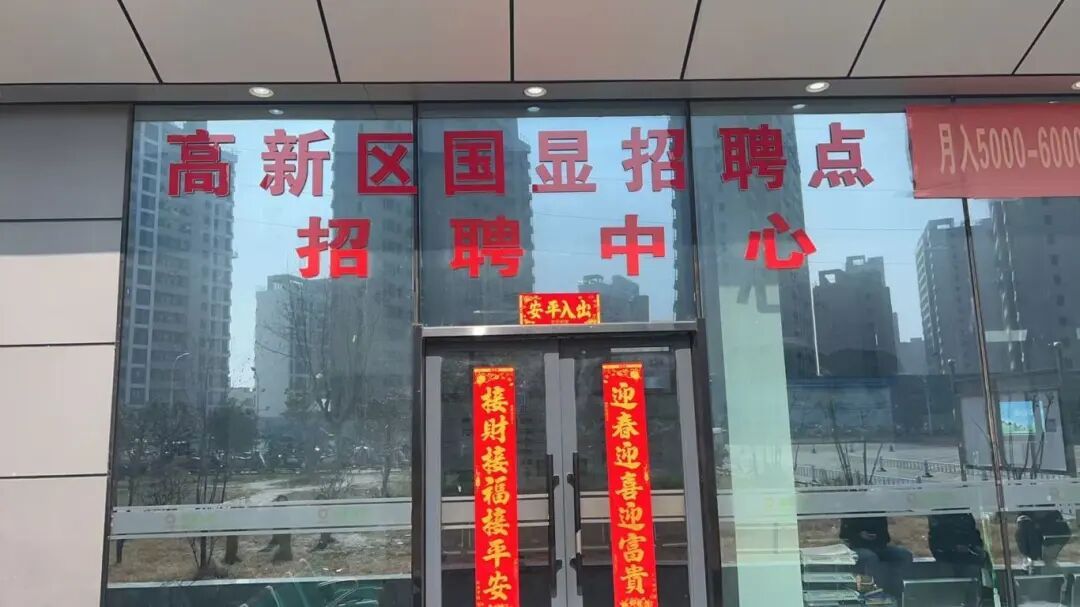 高新区国显招聘点
招聘中心
月入5000-6000
安平入出
接财接福接平安
迎春迎喜迎富贵